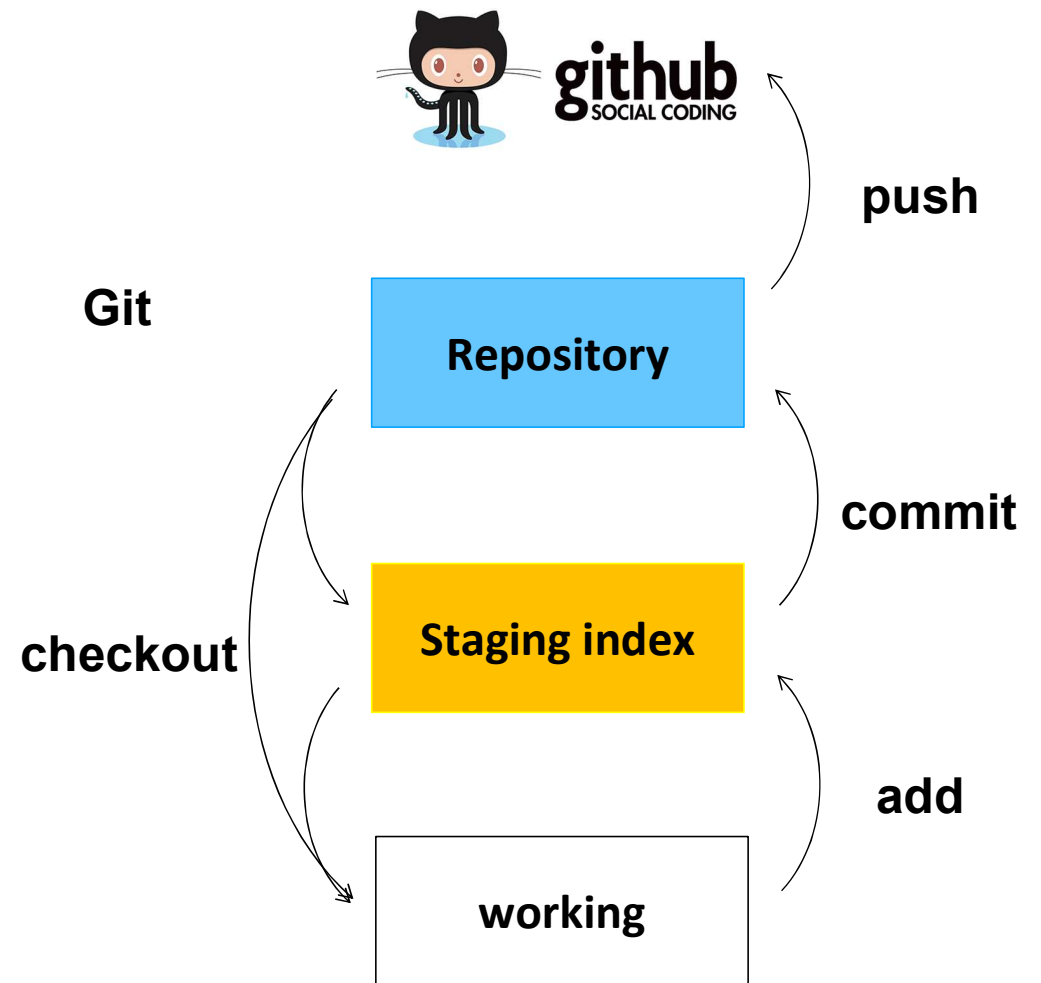 github
SOCIAL CODING
push
Git
Repository
commit
Staging index
checkout
add
working